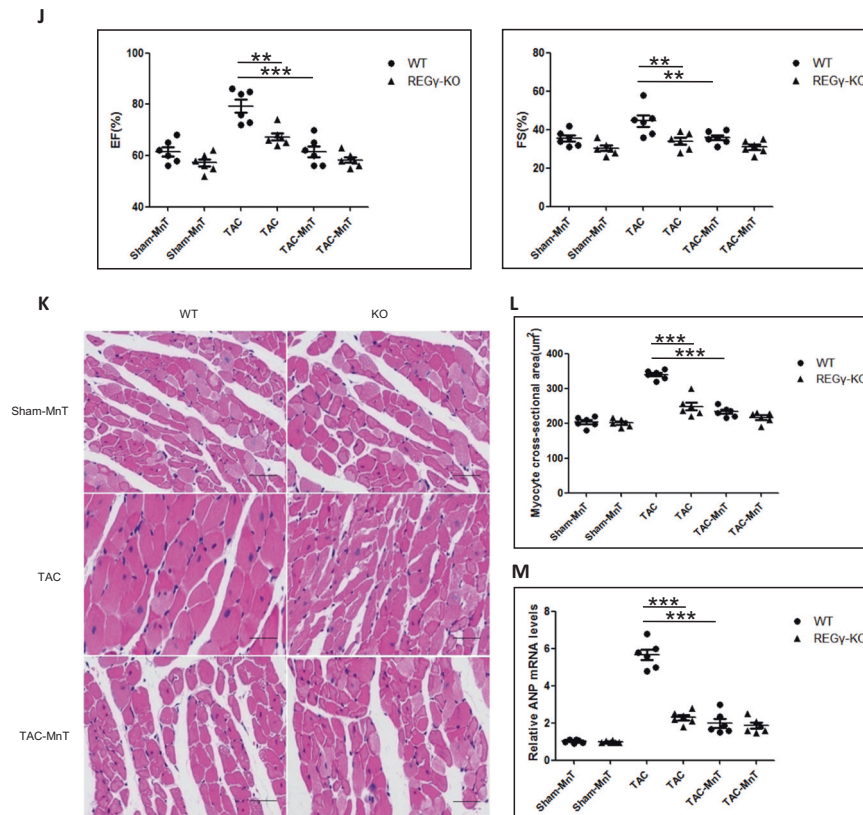 J
100
80
60
40
EF(%)
**
***
WT
REGγ-KO
Sham-MnT
Sham-MnT
TAC
TAC
TAC-MnT
TAC-MnT
80
60
40
20
0
FS(%)
**
**
WT
REGγ-KO
Sham-MnT
Sham-MnT
TAC
TAC
TAC-MnT
TAC-MnT
K
WT
KO
Sham-MnT
TAC
TAC-MnT
L
400
300
200
100
0
Myocyte cross-sectional area(um²)
***
***
WT
REGγ-KO
Sham-MnT
Sham-MnT
TAC
TAC
TAC-MnT
TAC-MnT
M
8
6
4
2
0
Relative ANP mRNA levels
***
***
WT
REGγ-KO
Sham-MnT
Sham-MnT
TAC
TAC
TAC-MnT
TAC-MnT